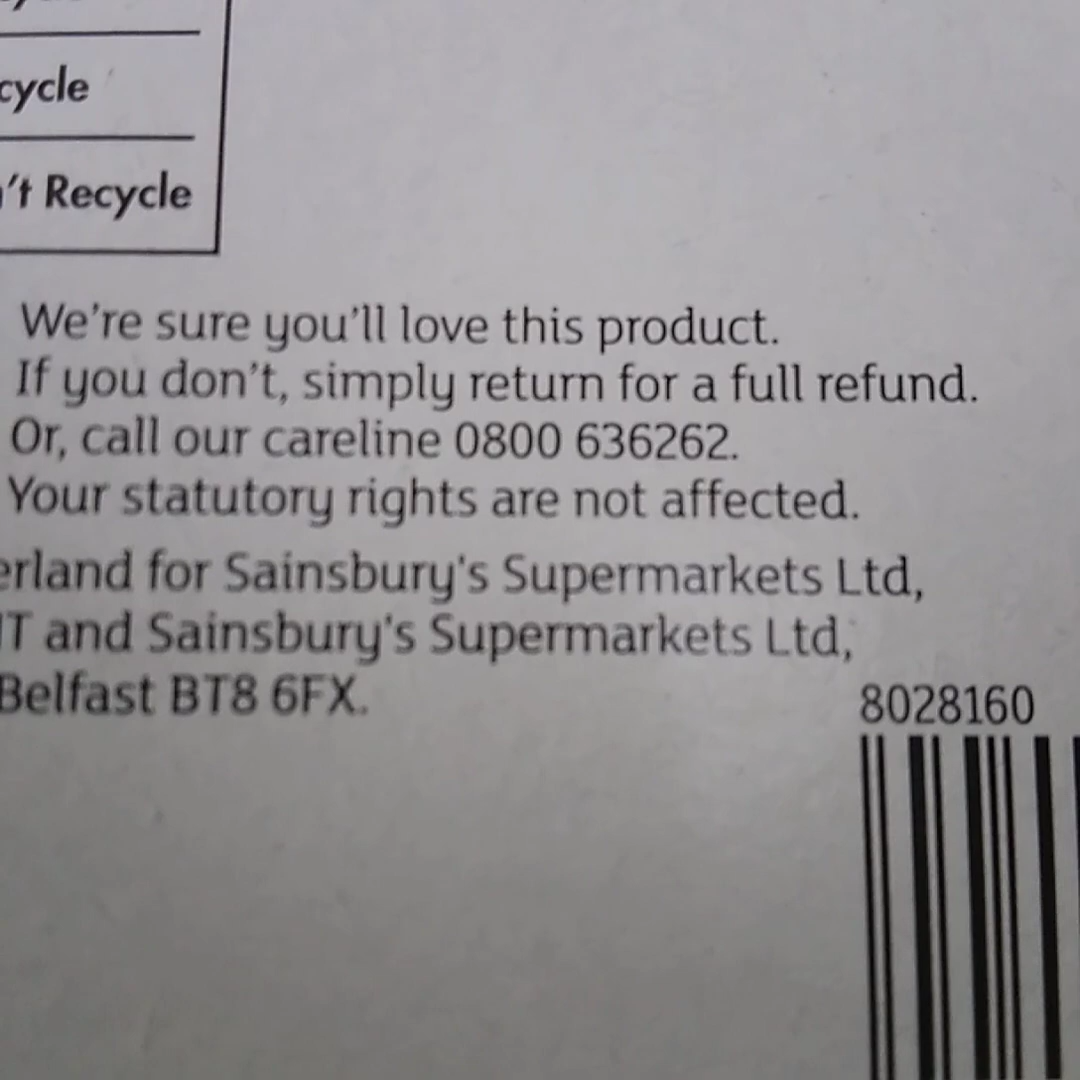 cycle
Recycle
We're sure you'll love this product.
If you don't, simply return for a full refund.
Or, call our careline 0800 636262.
Your statutory rights are not affected.
erland for Sainsbury's Supermarkets Ltd,
T and Sainsbury's Supermarkets Ltd,
Belfast BT8 6FX.
8028160